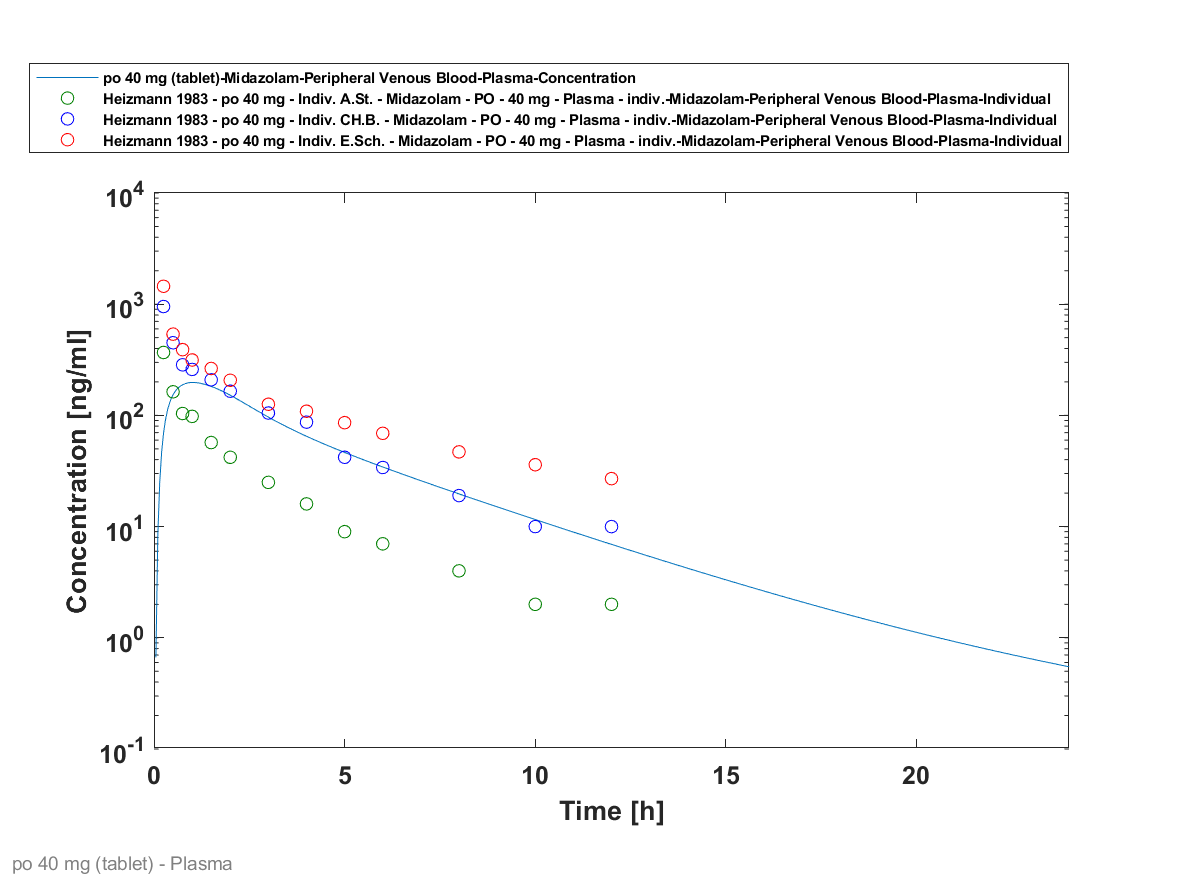 po 40 mg (tablet)-Midazolam-Peripheral Venous Blood-Plasma-Concentration
Heizmann 1983 - po 40 mg - Indiv. A.St. - Midazolam - PO - 40 mg - Plasma - indiv.-Midazolam-Peripheral Venous Blood-Plasma-Individual
Heizmann 1983 - po 40 mg - Indiv. CH.B. - Midazolam - PO - 40 mg - Plasma - indiv.-Midazolam-Peripheral Venous Blood-Plasma-Individual
Heizmann 1983 - po 40 mg - Indiv. E.Sch. - Midazolam - PO - 40 mg - Plasma - indiv.-Midazolam-Peripheral Venous Blood-Plasma-Individual
10^4
10^3
10^2
10^1
10^0
10^-1
Concentration [ng/ml]
0 5 10 15 20
Time [h]
po 40 mg (tablet) - Plasma